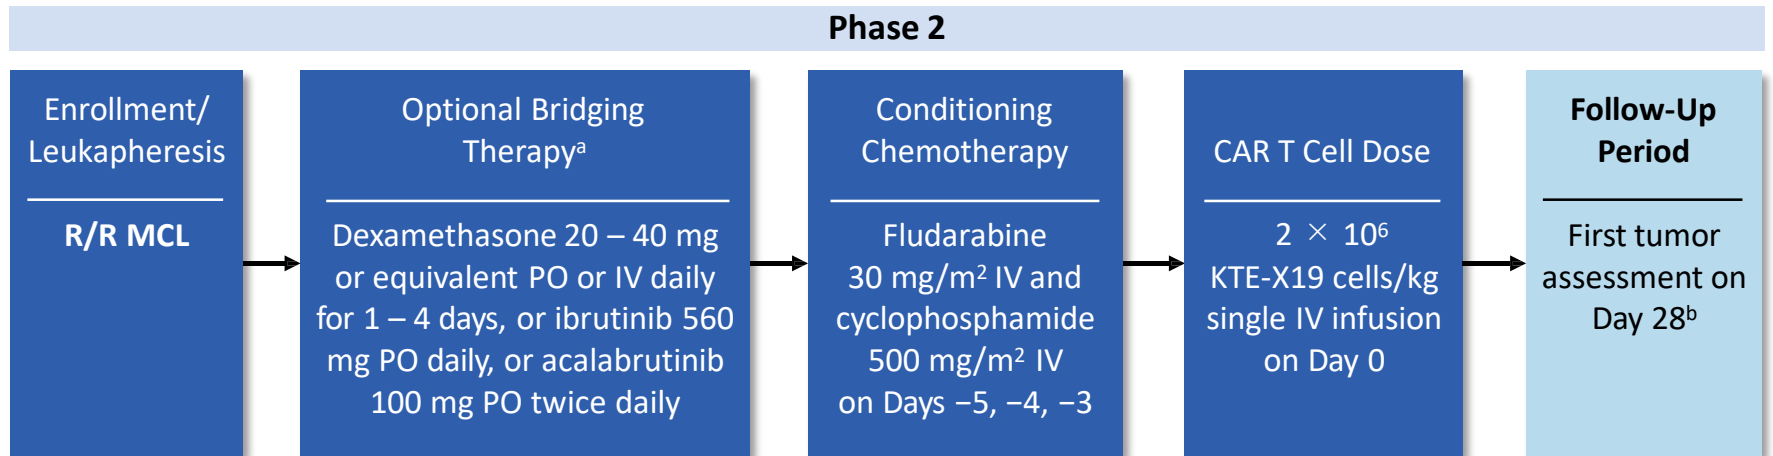 Phase 2
Enrollment/
Leukapheresis
R/R MCL
Optional Bridging
Therapyᵃ
Dexamethasone 20 – 40 mg
or equivalent PO or IV daily
for 1 – 4 days, or ibrutinib 560
mg PO daily, or acalabrutinib
100 mg PO twice daily
Conditioning
Chemotherapy
Fludarabine
30 mg/m² IV and
cyclophosphamide
500 mg/m² IV
on Days −5, −4, −3
CAR T Cell Dose
2 × 10⁶
KTE-X19 cells/kg
single IV infusion
on Day 0
Follow-Up
Period
First tumor
assessment on
Day 28ᵇ